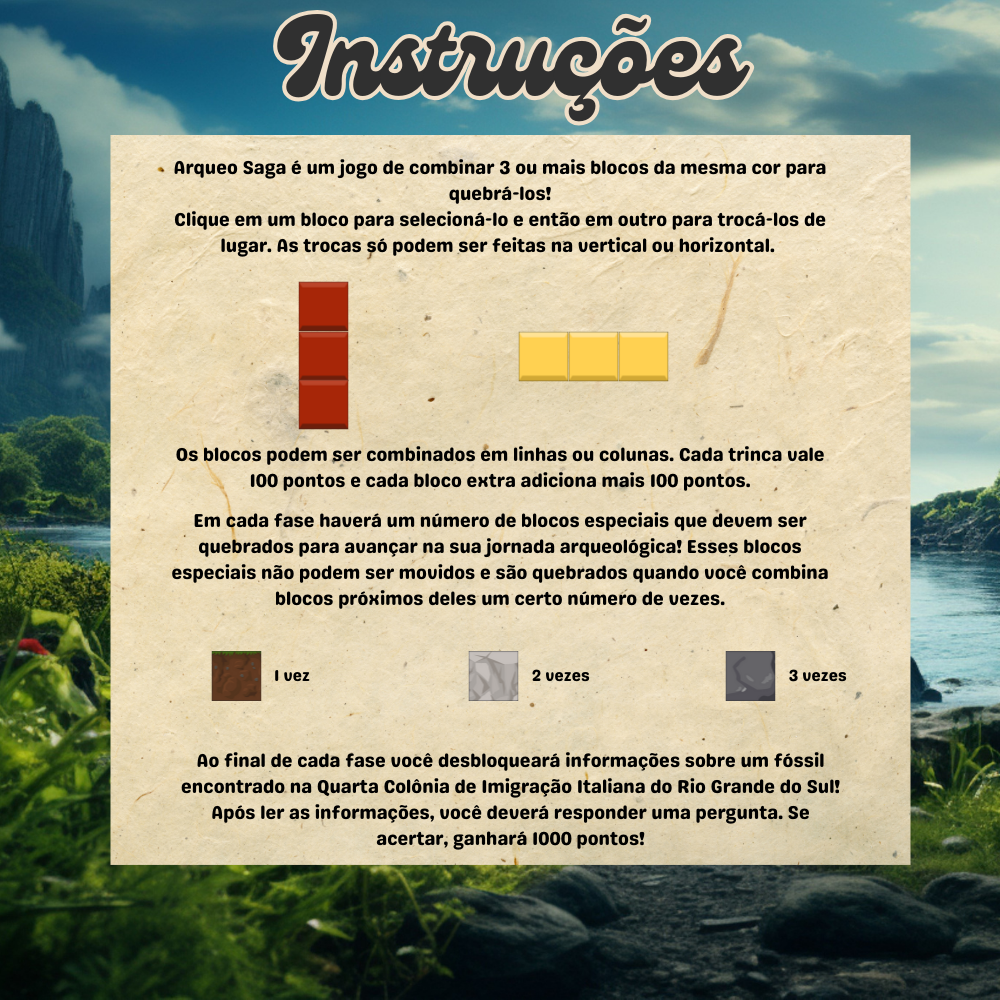 Instruções
Arqueo Saga é um jogo de combinar 3 ou mais blocos da mesma cor para
quebrá-los!
Clique em um bloco para selecioná-lo e então em outro para trocá-los de
lugar. As trocas só podem ser feitas na vertical ou horizontal.
Os blocos podem ser combinados em linhas ou colunas. Cada trinca vale
100 pontos e cada bloco extra adiciona mais 100 pontos.
Em cada fase haverá um número de blocos especiais que devem ser
quebrados para avançar na sua jornada arqueológica! Esses blocos
especiais não podem ser movidos e são quebrados quando você combina
blocos próximos deles um certo número de vezes.
1 vez
2 vezes
3 vezes
Ao final de cada fase você desbloqueará informações sobre um fóssil
encontrado na Quarta Colônia de Imigração Italiana do Rio Grande do Sul!
Após ler as informações, você deverá responder uma pergunta. Se
acertar, ganhará 1000 pontos!